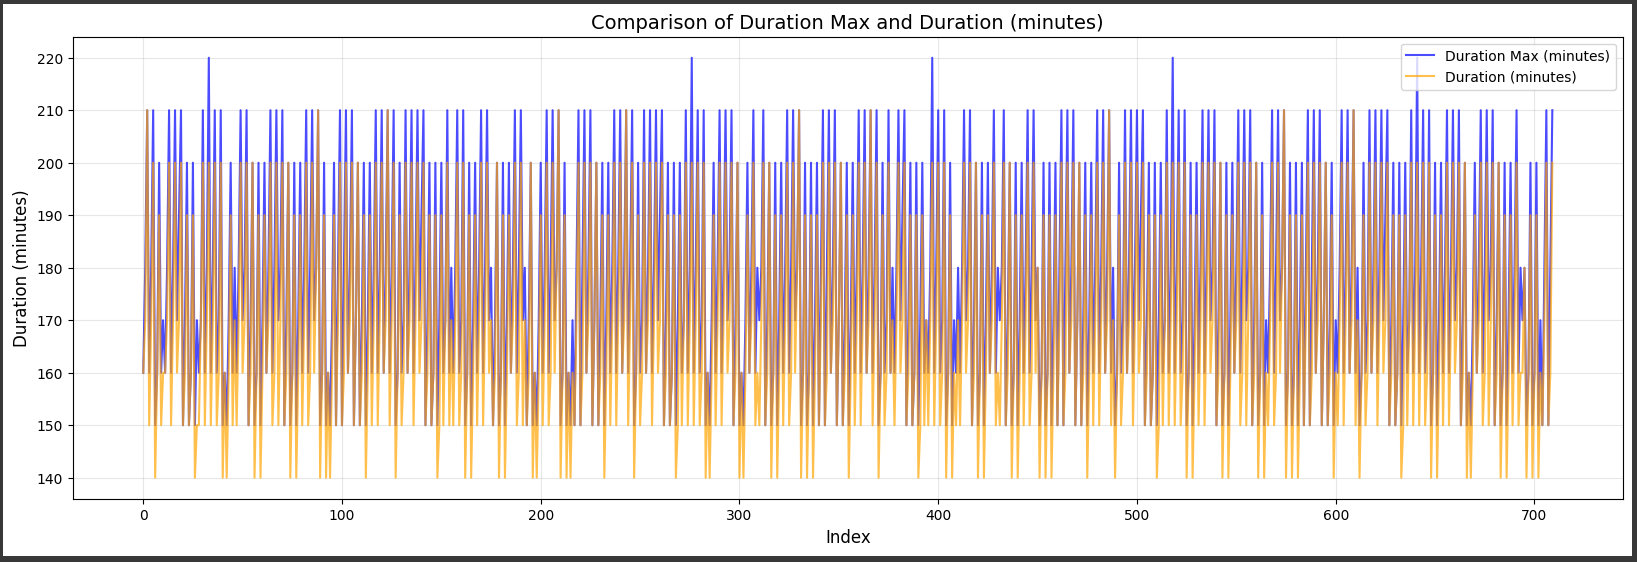 Comparison of Duration Max and Duration (minutes)
Duration Max (minutes)
Duration (minutes)
Duration (minutes)
220
210
200
190
180
170
160
150
140
0 100 200 300 400 500 600 700
Index